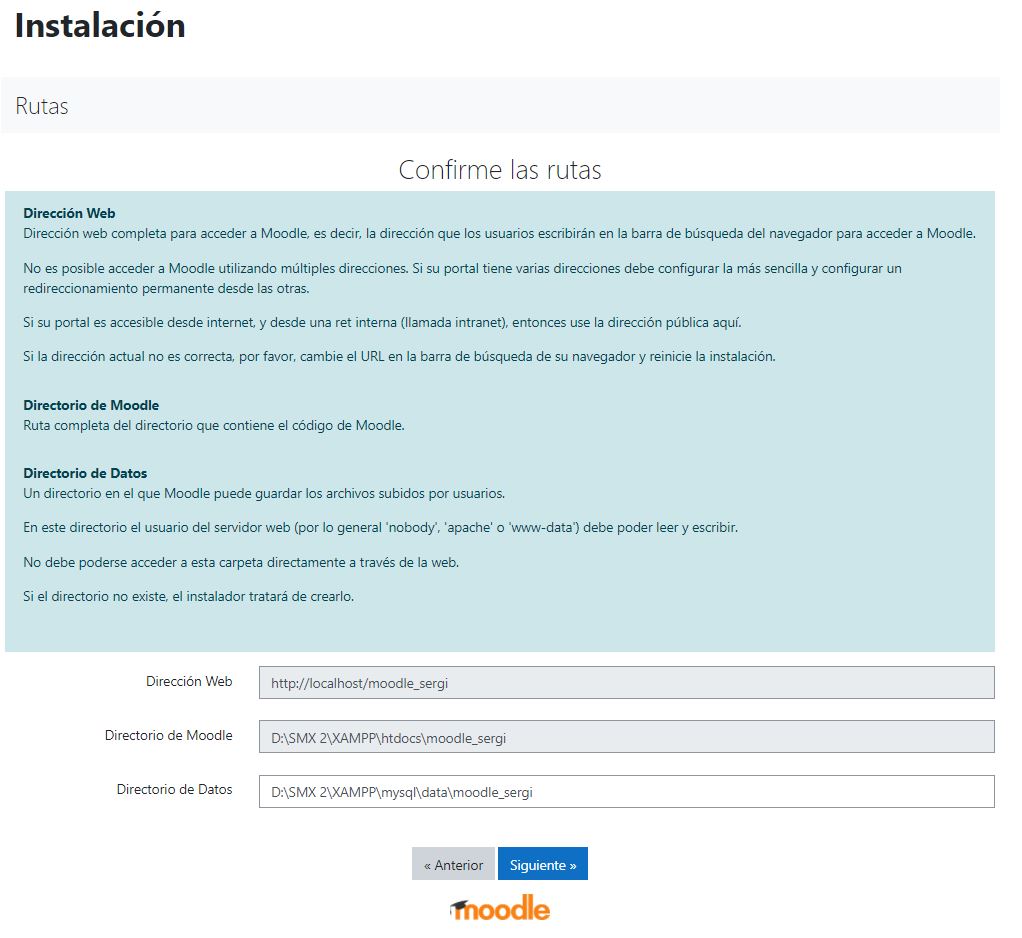 Instalación
Rutas
Confirme las rutas
Dirección Web
Dirección web completa para acceder a Moodle, es decir, la dirección que los usuarios escribirán en la barra de búsqueda del navegador para acceder a Moodle.
No es posible acceder a Moodle utilizando múltiples direcciones. Si su portal tiene varias direcciones debe configurar la más sencilla y configurar un
redireccionamiento permanente desde las otras.
Si su portal es accesible desde internet, y desde una ret interna (llamada intranet), entonces use la dirección pública aquí.
Si la dirección actual no es correcta, por favor, cambie el URL en la barra de búsqueda de su navegador y reinicie la instalación.
Directorio de Moodle
Ruta completa del directorio que contiene el código de Moodle.
Directorio de Datos
Un directorio en el que Moodle puede guardar los archivos subidos por usuarios.
En este directorio el usuario del servidor web (por lo general 'nobody', 'apache' o 'www-data') debe poder leer y escribir.
No debe poderse acceder a esta carpeta directamente a través de la web.
Si el directorio no existe, el instalador tratará de crearlo.
Dirección Web http://localhost/moodle_sergi
Directorio de Moodle D:\SMX 2\XAMPP\htdocs\moodle_sergi
Directorio de Datos D:\SMX 2\XAMPP\mysql\data\moodle_sergi
« Anterior Siguiente »
moodle